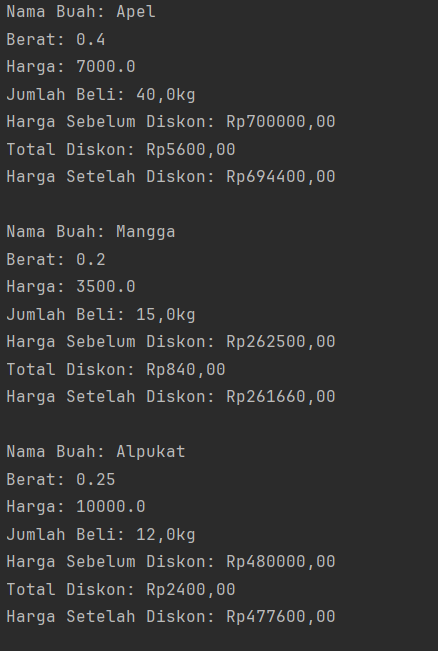 Nama Buah: Apel
Berat: 0.4
Harga: 7000.0
Jumlah Beli: 40,0kg
Harga Sebelum Diskon: Rp700000,00
Total Diskon: Rp5600,00
Harga Setelah Diskon: Rp694400,00

Nama Buah: Mangga
Berat: 0.2
Harga: 3500.0
Jumlah Beli: 15,0kg
Harga Sebelum Diskon: Rp262500,00
Total Diskon: Rp840,00
Harga Setelah Diskon: Rp261660,00

Nama Buah: Alpukat
Berat: 0.25
Harga: 10000.0
Jumlah Beli: 12,0kg
Harga Sebelum Diskon: Rp480000,00
Total Diskon: Rp2400,00
Harga Setelah Diskon: Rp477600,00